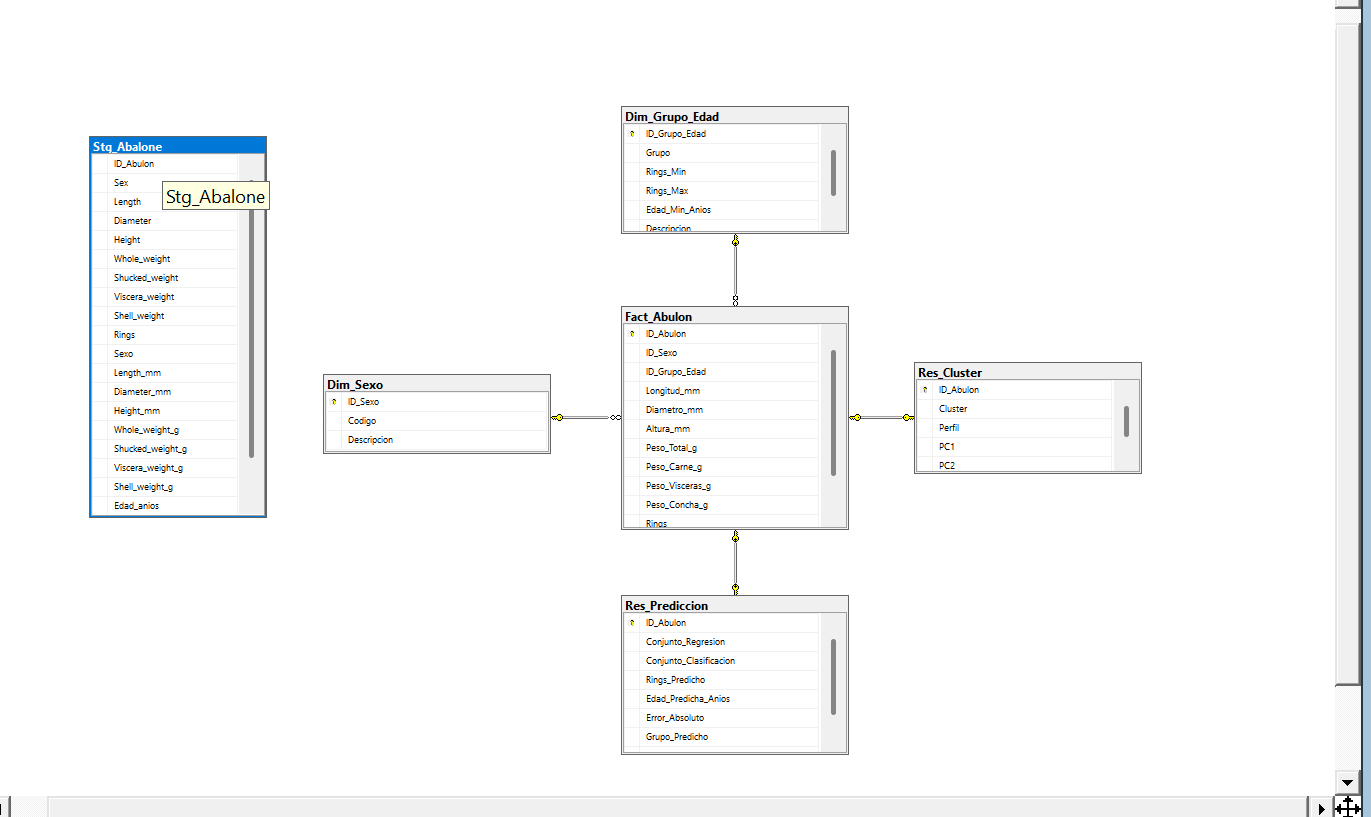 Stg_Abalone
ID_Abulon
Sex
Length
Diameter
Height
Whole_weight
Shucked_weight
Viscera_weight
Shell_weight
Rings
Sexo
Length_mm
Diameter_mm
Height_mm
Whole_weight_g
Shucked_weight_g
Viscera_weight_g
Shell_weight_g
Edad_anios
Stg_Abalone
Dim_Sexo
ID_Sexo
Codigo
Descripcion
Dim_Grupo_Edad
ID_Grupo_Edad
Grupo
Rings_Min
Rings_Max
Edad_Min_Anios
Descripcion
Fact_Abulon
ID_Abulon
ID_Sexo
ID_Grupo_Edad
Longitud_mm
Diametro_mm
Altura_mm
Peso_Total_g
Peso_Carne_g
Peso_Visceras_g
Peso_Concha_g
Rings
Res_Prediccion
ID_Abulon
Conjunto_Regresion
Conjunto_Clasificacion
Rings_Predicho
Edad_Predicha_Anios
Error_Absoluto
Grupo_Predicho
Res_Cluster
ID_Abulon
Cluster
Perfil
PC1
PC2